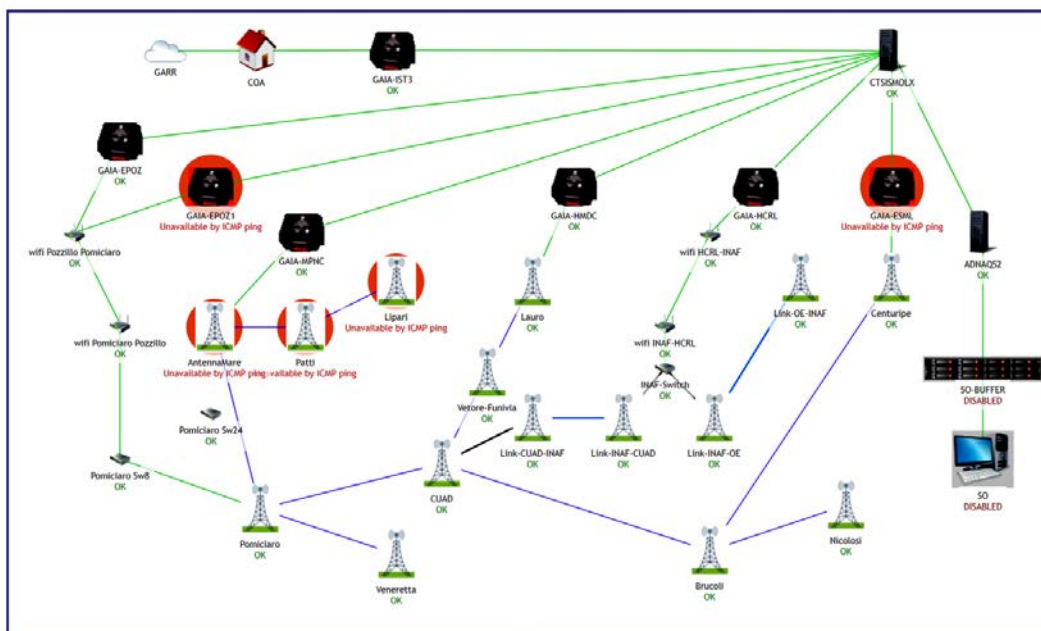 GARR
COA
GAIA-IST3
OK
CTSISMOLX
OK
GAIA-EPOZ
OK
GAIA-EPOZ1
Unavailable by ICMP ping
GAIA-HMDC
OK
GAIA-HCRL
OK
GAIA-ESML
Unavailable by ICMP ping
wifi Pozzillo Pomiciaro
OK
GAIA-MPNC
OK
wifi HCRL-INAF
OK
ADNAQS2
OK
Lipari
Unavailable by ICMP ping
Lauro
OK
Link-OE-INAF
OK
Centuripe
OK
wifi Pomiciaro Pozzillo
OK
AntennaMare
Unavailable by ICMP ping
Patti
available by ICMP ping
wifi INAF-HCRL
OK
INAF-Switch
OK
SO-BUFFER
DISABLED
Vetore-Funivia
OK
Pomiciaro Sw24
OK
Link-CUAD-INAF
OK
Link-INAF-CUAD
OK
Link-INAF-OE
OK
Pomiciaro Sw8
OK
CUAD
OK
SO
DISABLED
Pomiciaro
OK
Nicolosi
OK
Veneretta
OK
Brucoli
OK